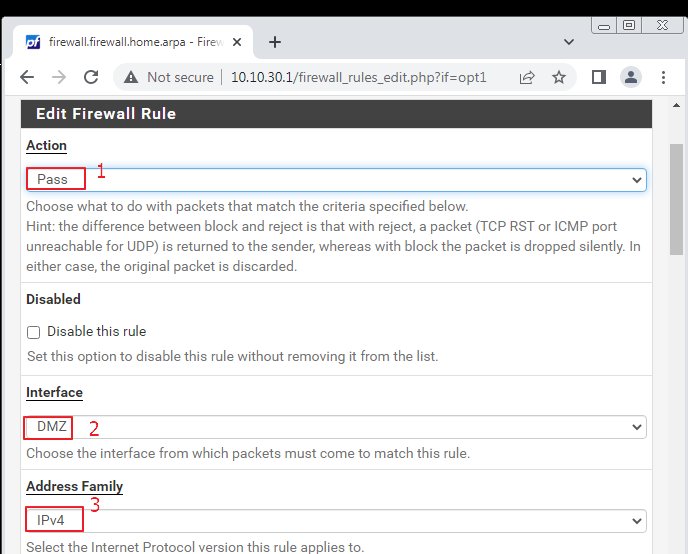 firewall.firewall.home.arpa - Firew
Not secure
10.10.30.1/firewall_rules_edit.php?if=opt1
Edit Firewall Rule
Action
1
Pass
Choose what to do with packets that match the criteria specified below.
Hint: the difference between block and reject is that with reject, a packet (TCP RST or ICMP port
unreachable for UDP) is returned to the sender, whereas with block the packet is dropped silently. In
either case, the original packet is discarded.
Disabled
Disable this rule
Set this option to disable this rule without removing it from the list.
Interface
DMZ
2
Choose the interface from which packets must come to match this rule.
Address Family
3
IPv4
Select the Internet Protocol version this rule applies to.